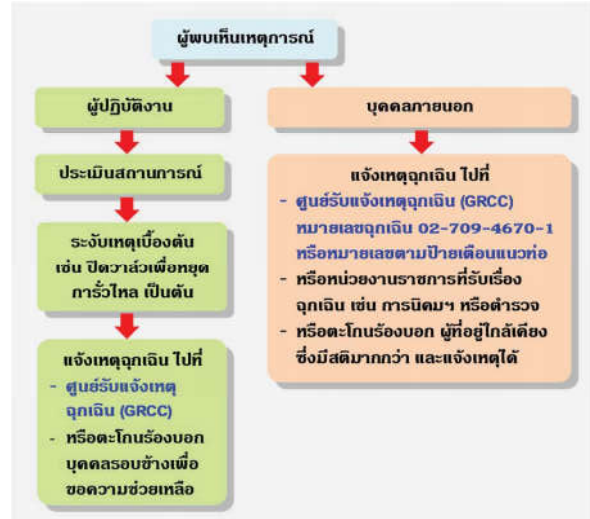 ผู้พบเห็นเหตุการณ์
ผู้ปฏิบัติงาน
ประเมินสถานการณ์
ระงับเหตุเบื้องต้น
เช่น ปิดวาล์วเพื่อหยุด
การรั่วไหล เป็นต้น
แจ้งเหตุฉุกเฉิน ไปที่
- ศูนย์รับแจ้งเหตุ
ฉุกเฉิน (GRCC)
- หรือตะโกนร้องบอก
บุคคลรอบข้างเพื่อ
ขอความช่วยเหลือ
บุคคลภายนอก
แจ้งเหตุฉุกเฉิน ไปที่
- ศูนย์รับแจ้งเหตุฉุกเฉิน (GRCC)
หมายเลขฉุกเฉิน 02-709-4670-1
หรือหมายเลขตามป้ายเตือนแนวท่อ
- หรือหน่วยงานราชการที่รับเรื่อง
ฉุกเฉิน เช่น การนิคมฯ หรือตำรวจ
- หรือตะโกนร้องบอก ผู้ที่อยู่ใกล้เคียง
ซึ่งมีสติมากกว่า และแจ้งเหตุได้